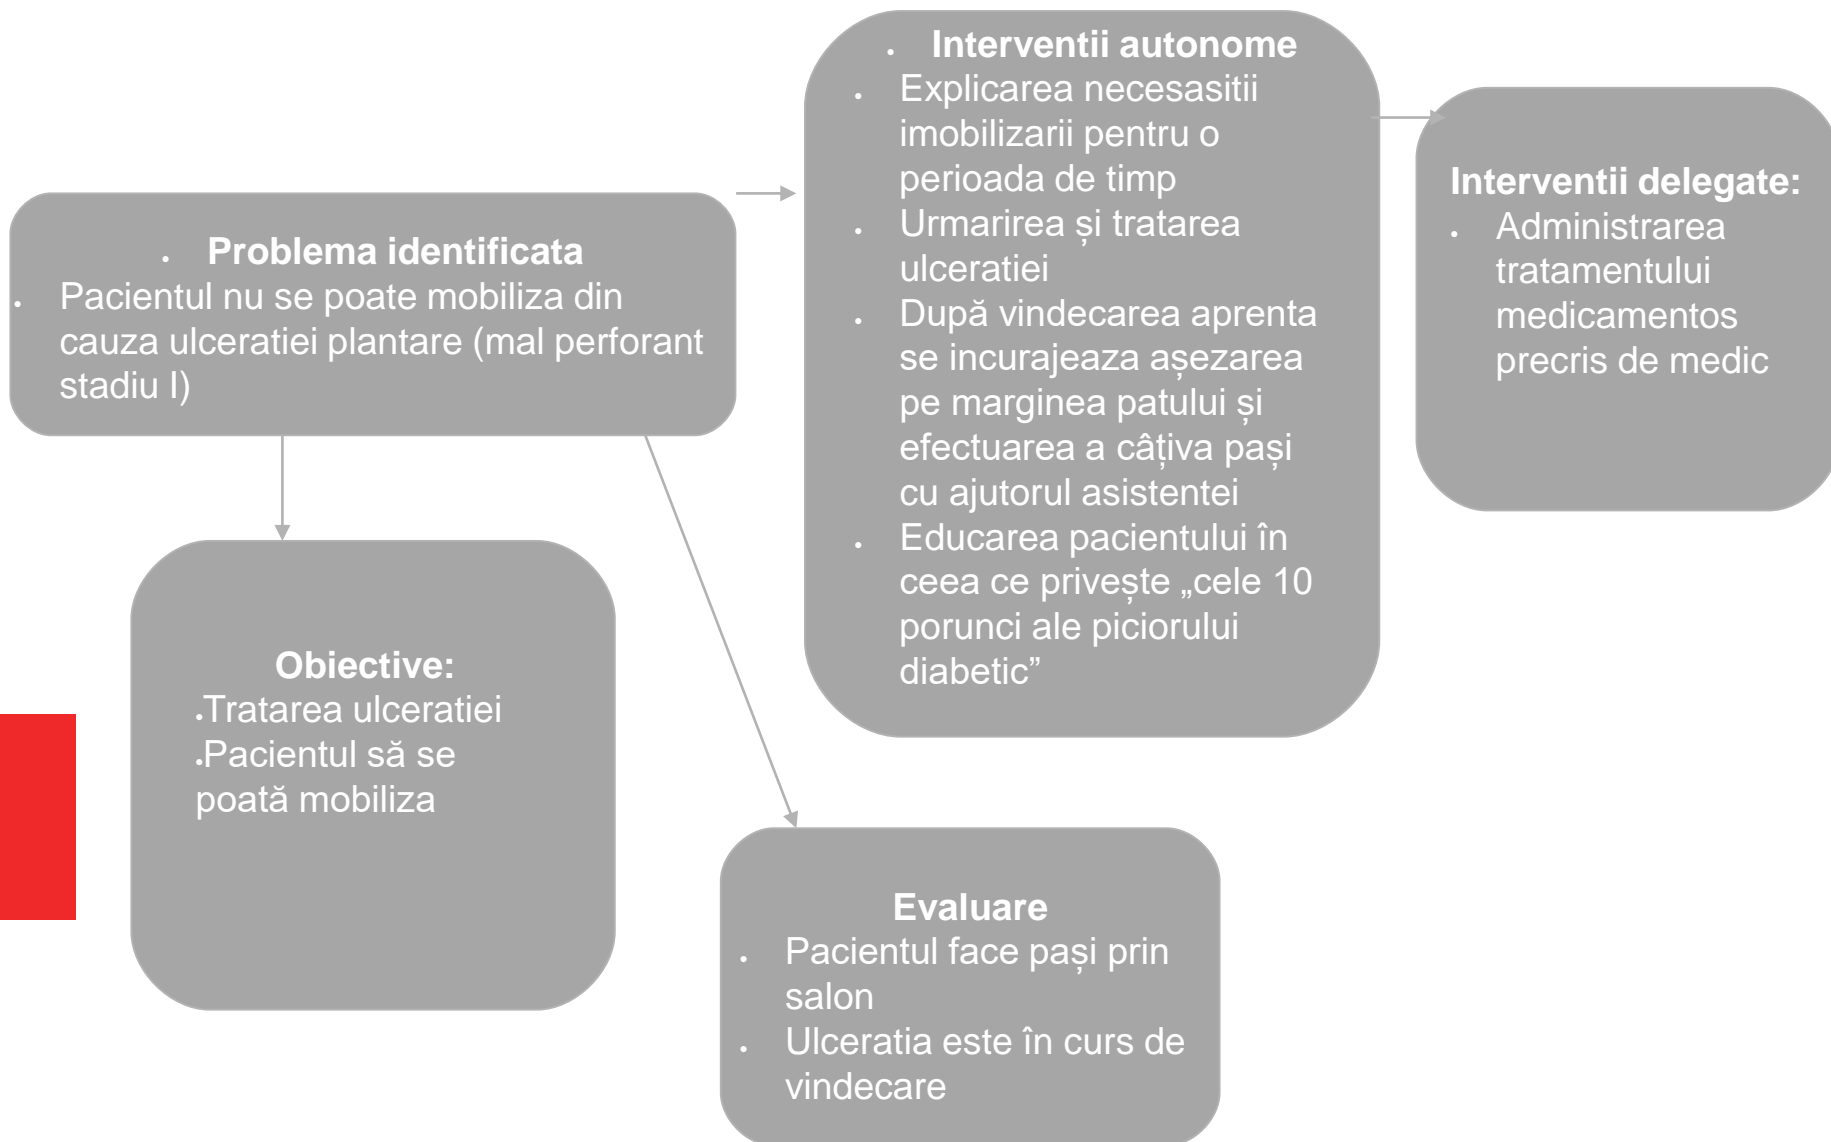 Problema identificata
Pacientul nu se poate mobiliza din
cauza ulceratiei plantare (mal perforant
stadiu I)
Interventii autonome
Explicarea necesasitii
imobilizarii pentru o
perioada de timp
Urmarirea și tratarea
ulceratiei
După vindecarea aprenta
se incurajeaza așezarea
pe marginea patului și
efectuarea a câțiva pași
cu ajutorul asistentei
Educarea pacientului în
ceea ce privește „cele 10
porunci ale piciorului
diabetic”
Interventii delegate:
Administrarea
tratamentului
medicamentos
precris de medic
Obiective:
Tratarea ulceratiei
Pacientul să se
poată mobiliza
Evaluare
Pacientul face pași prin
salon
Ulceratia este în curs de
vindecare